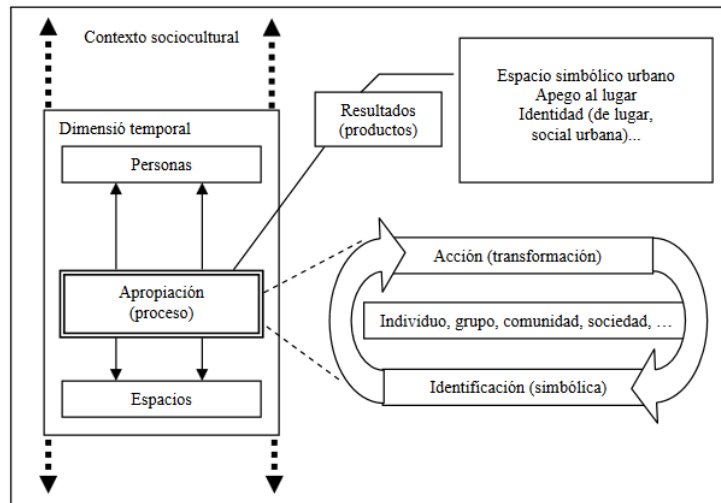 Contexto sociocultural
Dimensió temporal
Personas
Apropiación
(proceso)
Espacios
Resultados
(productos)
Espacio simbólico urbano
Apego al lugar
Identidad (de lugar,
social urbana)...
Acción (transformación)
Individuo, grupo, comunidad, sociedad, …
Identificación (simbólica)